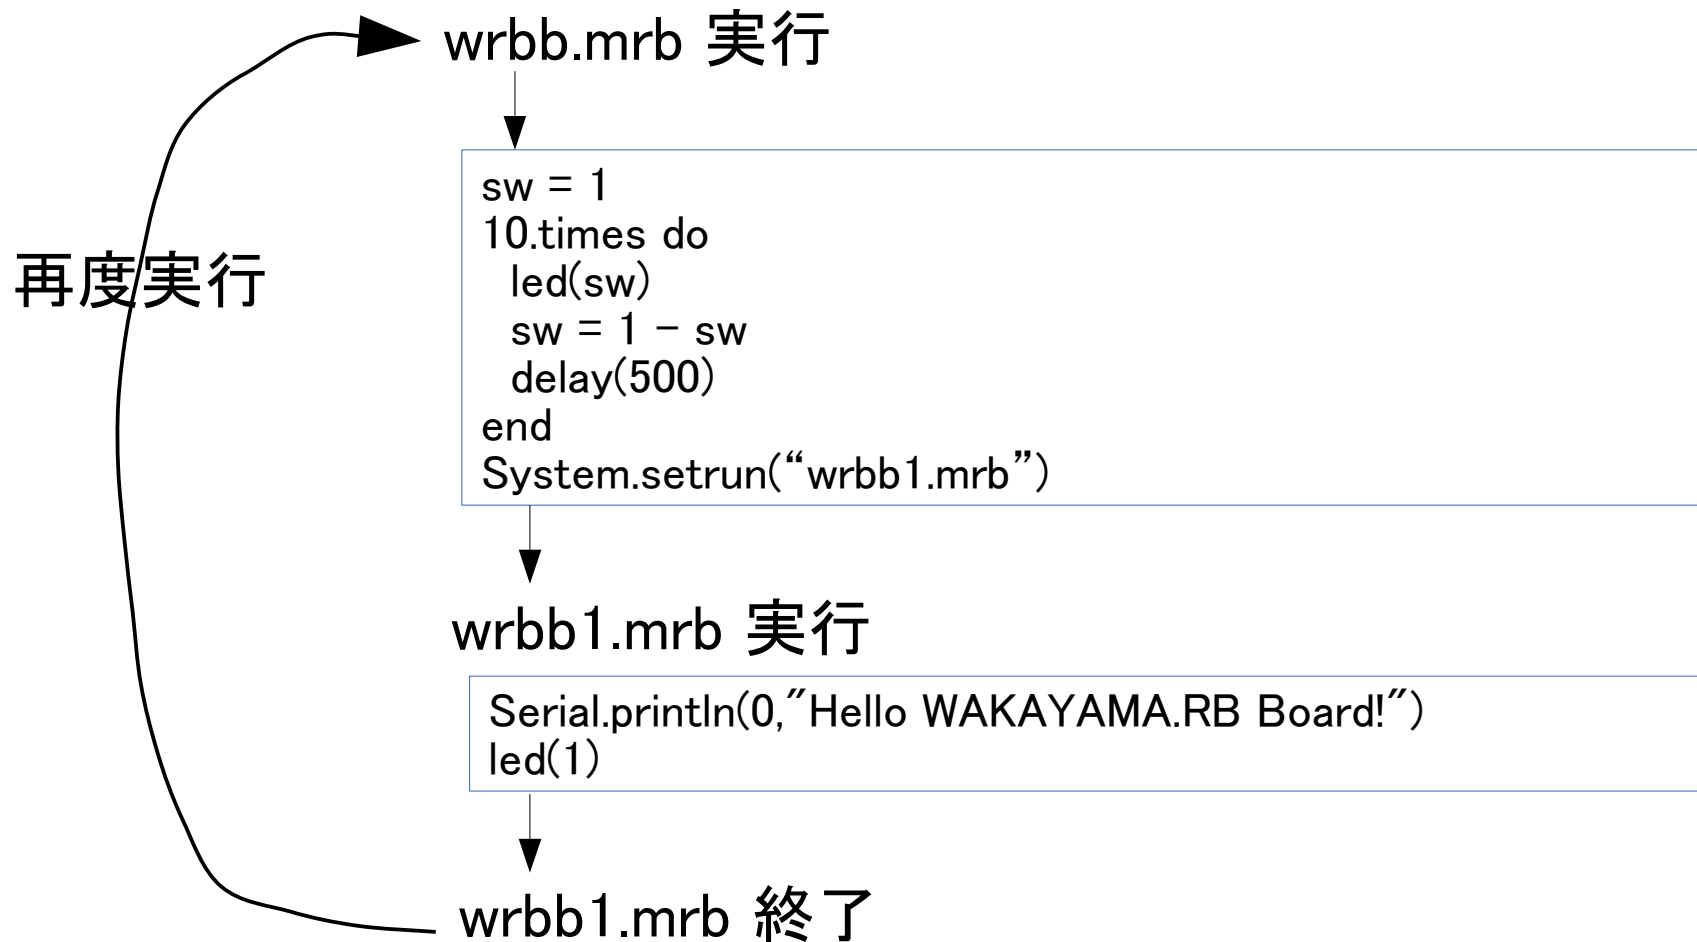 wrbb.mrb 実行
sw = 1
10.times do
led(sw)
sw = 1 − sw
delay(500)
end
System.setrun(“wrbb1.mrb”)
再度実行
wrbb1.mrb 実行
Serial.println(0,"Hello WAKAYAMA.RB Board!")
led(1)
wrbb1.mrb 終了